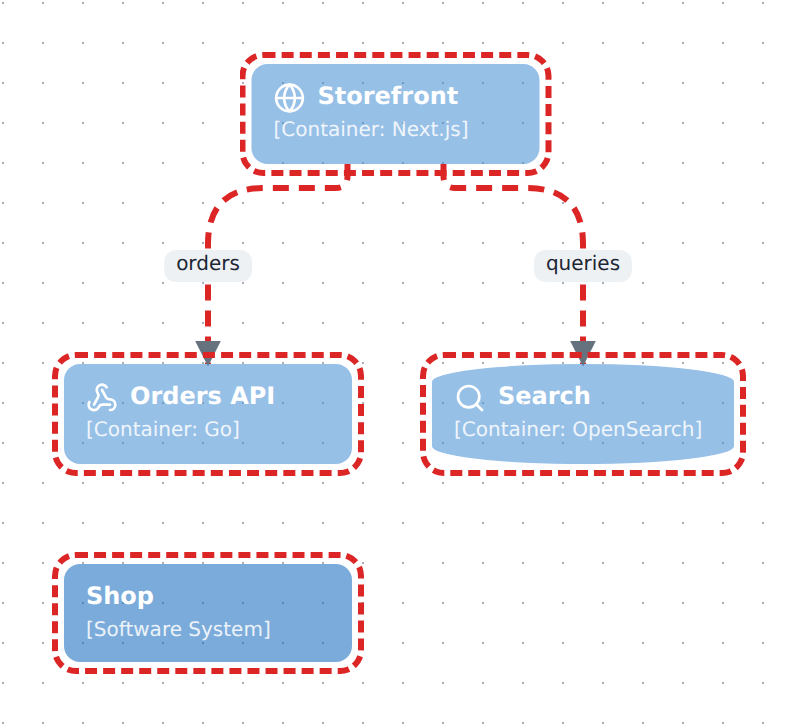 Storefront
[Container: Next.js]
orders
queries
Orders API
[Container: Go]
Search
[Container: OpenSearch]
Shop
[Software System]